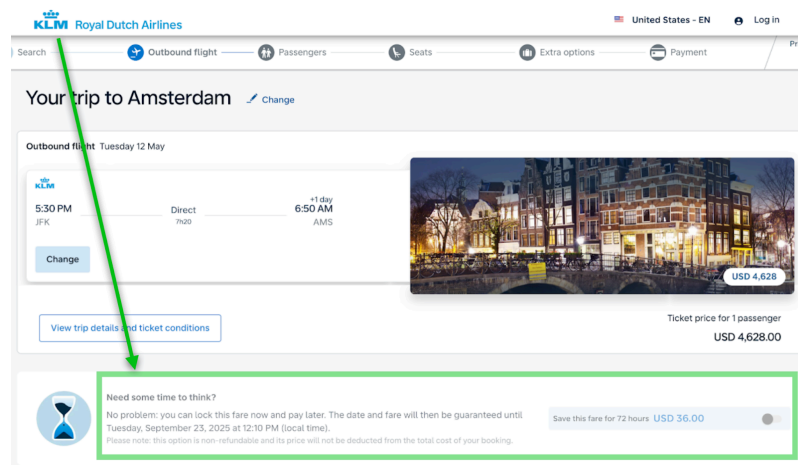 KLM Royal Dutch Airlines
United States - EN
Log in
Search
Outbound flight
Passengers
Seats
Extra options
Payment
Pr
Your trip to Amsterdam
Change
Outbound flight Tuesday 12 May
KLM
5:30 PM
JFK
Direct
7h20
+1 day
6:50 AM
AMS
Change
USD 4,628
View trip details and ticket conditions
Ticket price for 1 passenger
USD 4,628.00
Need some time to think?
No problem: you can lock this fare now and pay later. The date and fare will then be guaranteed until
Tuesday, September 23, 2025 at 12:10 PM (local time).
Please note: this option is non-refundable and its price will not be deducted from the total cost of your booking.
Save this fare for 72 hours USD 36.00